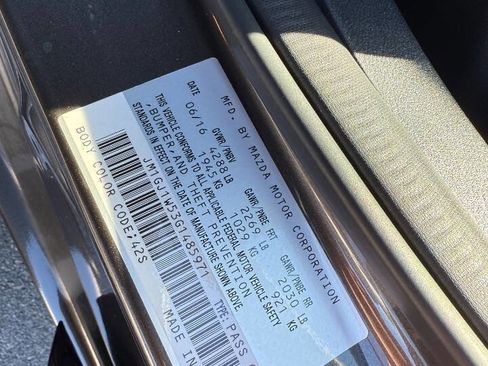 MFD. BY MAZDA MOTOR CORPORATION
DATE GVWR/PNBV GAWR/PNBE FRT GAWR/PNBE RR
06/16 4288 LB 2269 LB 2030 LB
1945 KG 1029 KG 921 KG
THIS VEHICLE CONFORMS TO ALL APPLICABLE FEDERAL MOTOR VEHICLE SAFETY
, BUMPER, AND THEFT PREVENTION
STANDARDS IN EFFECT ON THE DATE OF MANUFACTURE SHOWN ABOVE.
TYPE: PASS
BODY COLOR CODE:42S
MADE IN